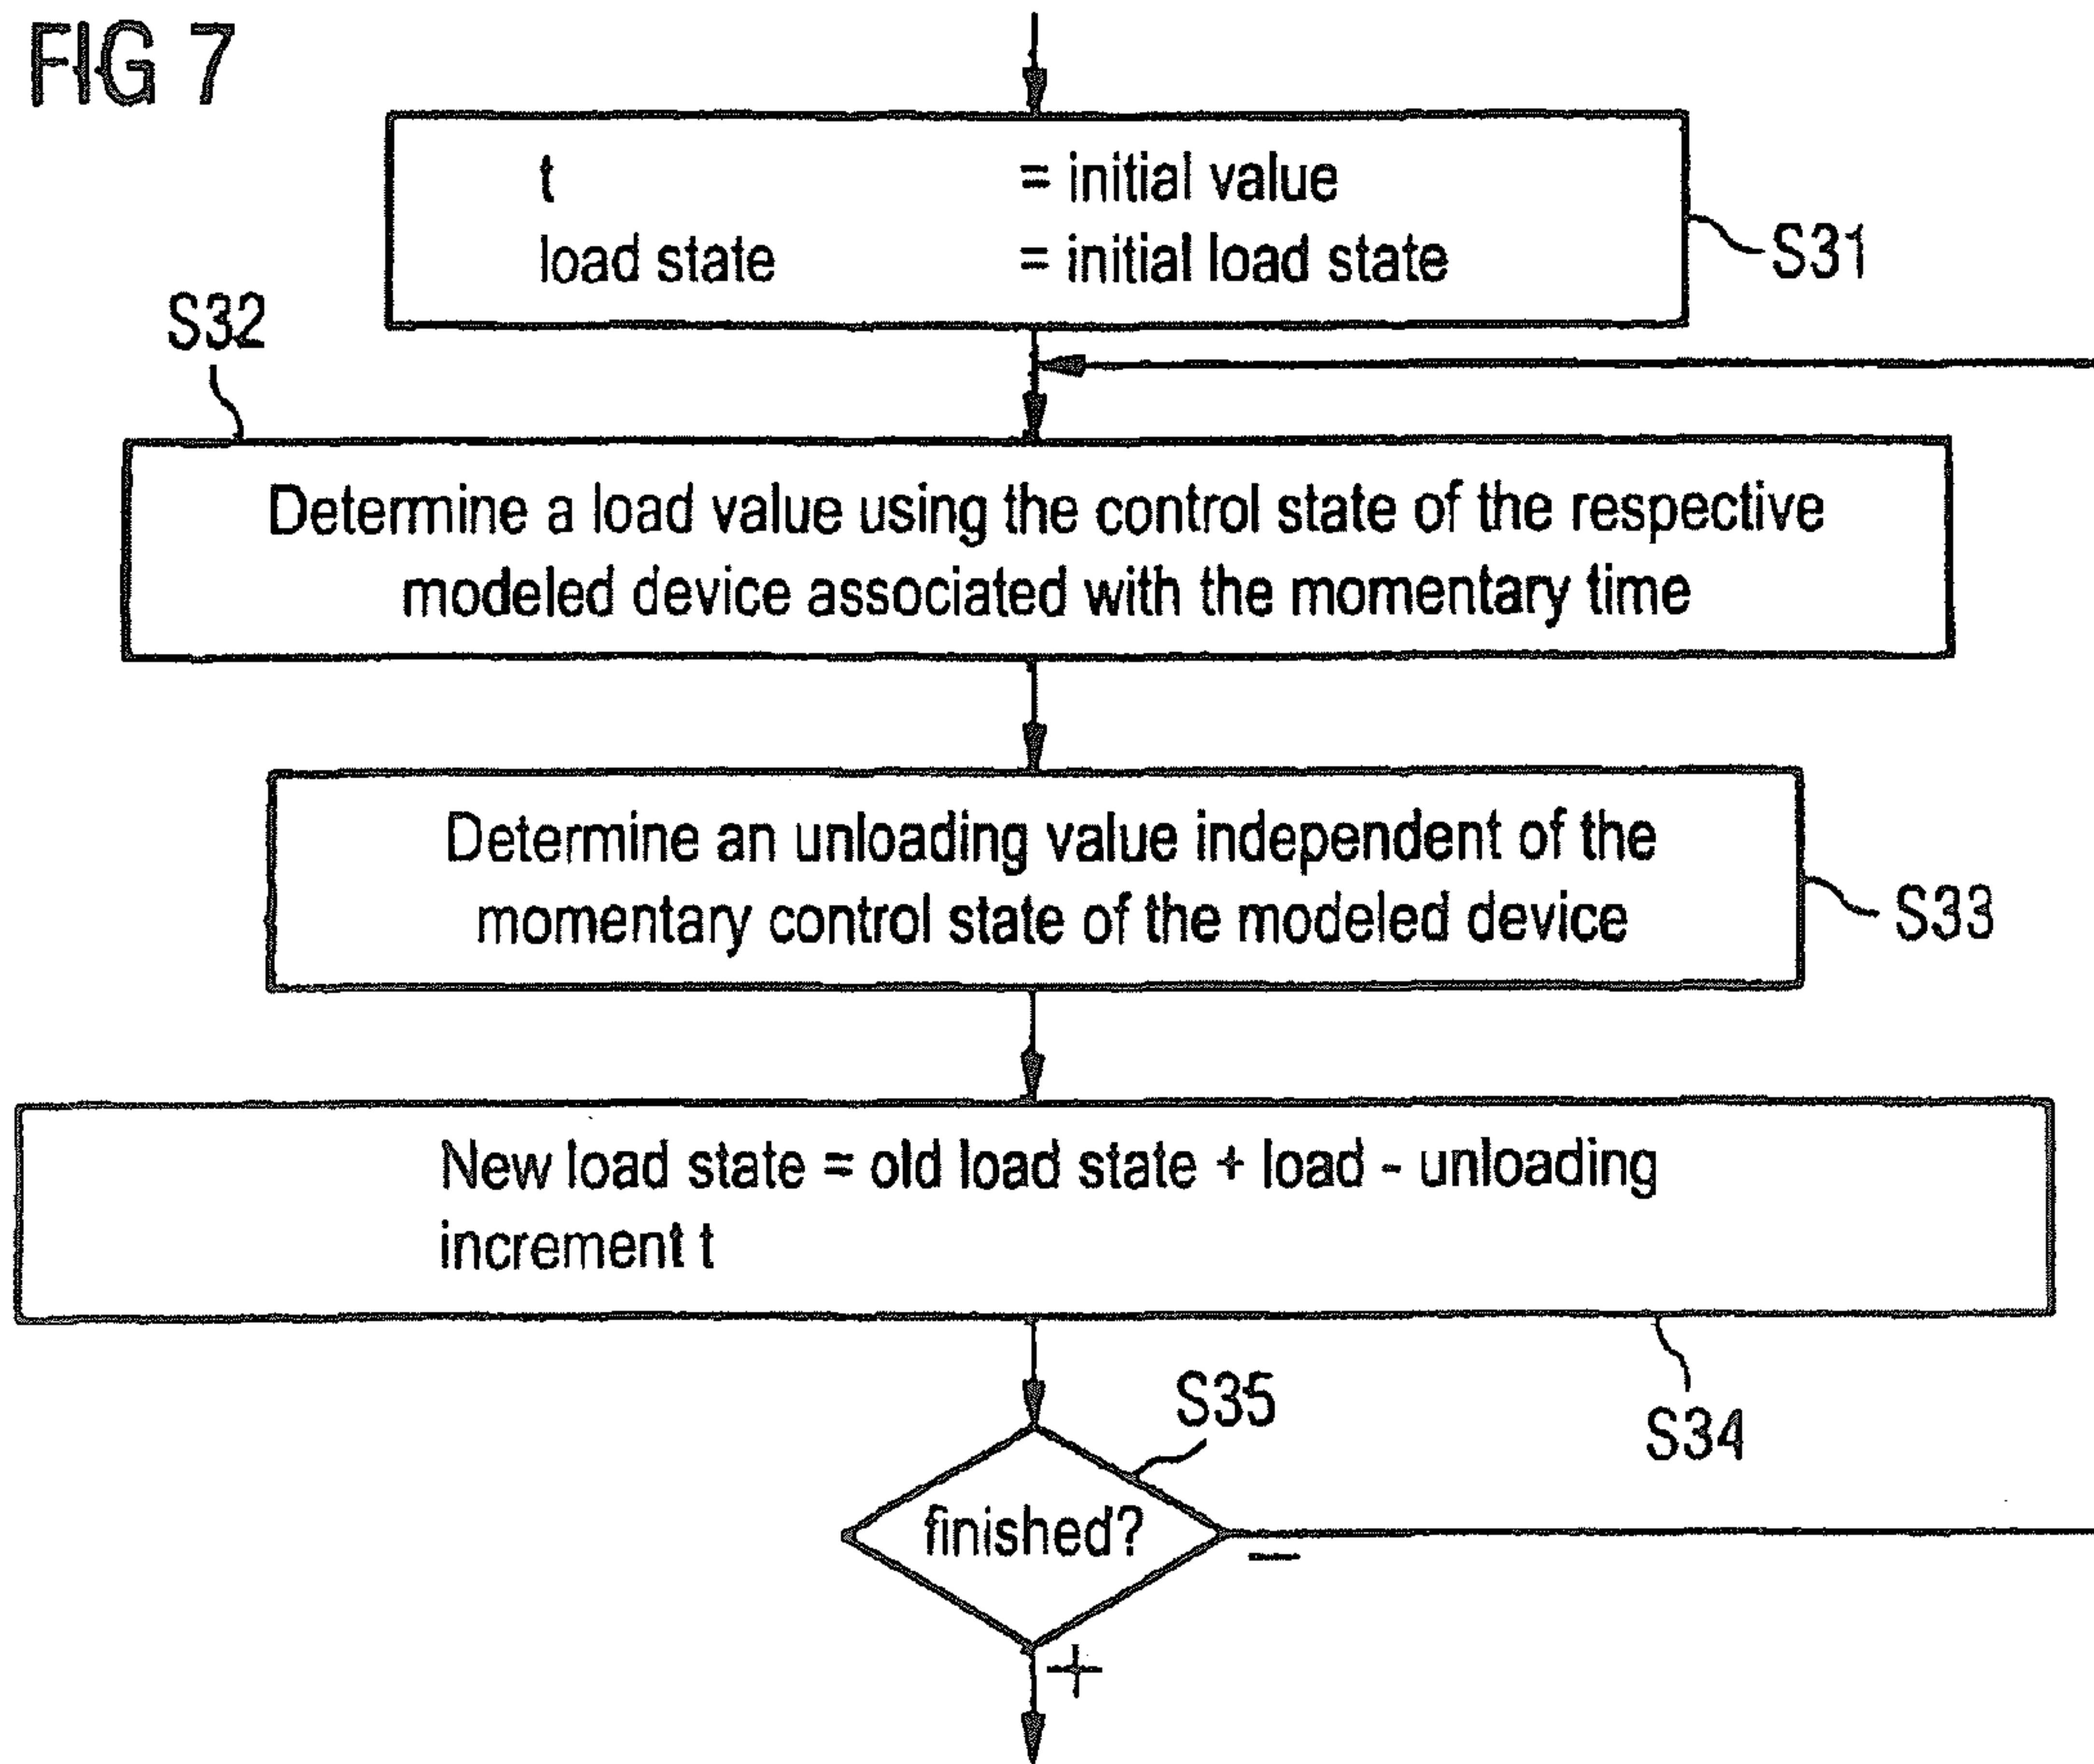 FIG 7
t = initial value
load state = initial load state
S31
S32
Determine a load value using the control state of the respective
modeled device associated with the momentary time
Determine an unloading value independent of the
momentary control state of the modeled device
S33
New load state = old load state + load - unloading
increment t
S34
S35
finished?
–
+